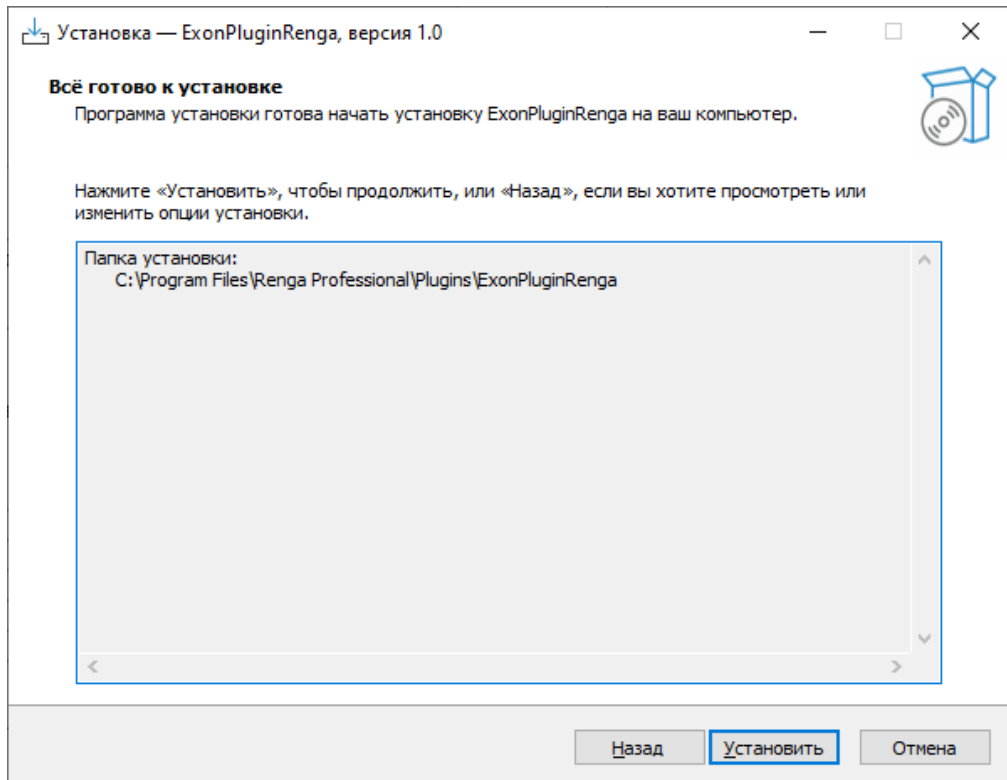 Установка — ExonPluginRenga, версия 1.0
Всё готово к установке
Программа установки готова начать установку ExonPluginRenga на ваш компьютер.
Нажмите «Установить», чтобы продолжить, или «Назад», если вы хотите просмотреть или
изменить опции установки.
Папка установки:
C:\Program Files\Renga Professional\Plugins\ExonPluginRenga
Назад
Установить
Отмена